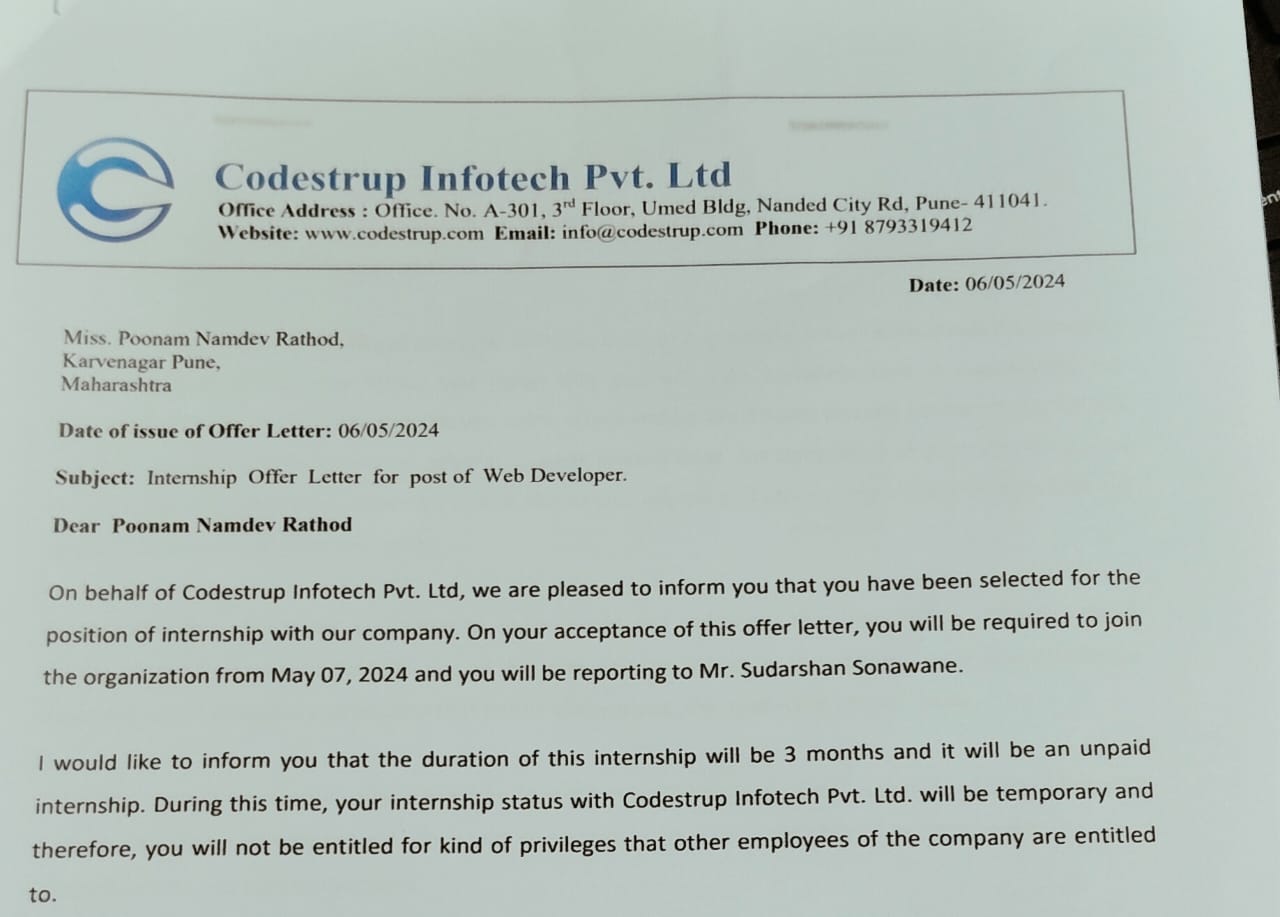 Codestrup Infotech Pvt. Ltd
Office Address : Office. No. A-301, 3rd Floor, Umed Bldg, Nanded City Rd, Pune- 411041.
Website: www.codestrup.com Email: info@codestrup.com Phone: +91 8793319412
Date: 06/05/2024
Miss. Poonam Namdev Rathod,
Karvenagar Pune,
Maharashtra
Date of issue of Offer Letter: 06/05/2024
Subject: Internship Offer Letter for post of Web Developer.
Dear Poonam Namdev Rathod
On behalf of Codestrup Infotech Pvt. Ltd, we are pleased to inform you that you have been selected for the
position of internship with our company. On your acceptance of this offer letter, you will be required to join
the organization from May 07, 2024 and you will be reporting to Mr. Sudarshan Sonawane.
I would like to inform you that the duration of this internship will be 3 months and it will be an unpaid
internship. During this time, your internship status with Codestrup Infotech Pvt. Ltd. will be temporary and
therefore, you will not be entitled for kind of privileges that other employees of the company are entitled
to.